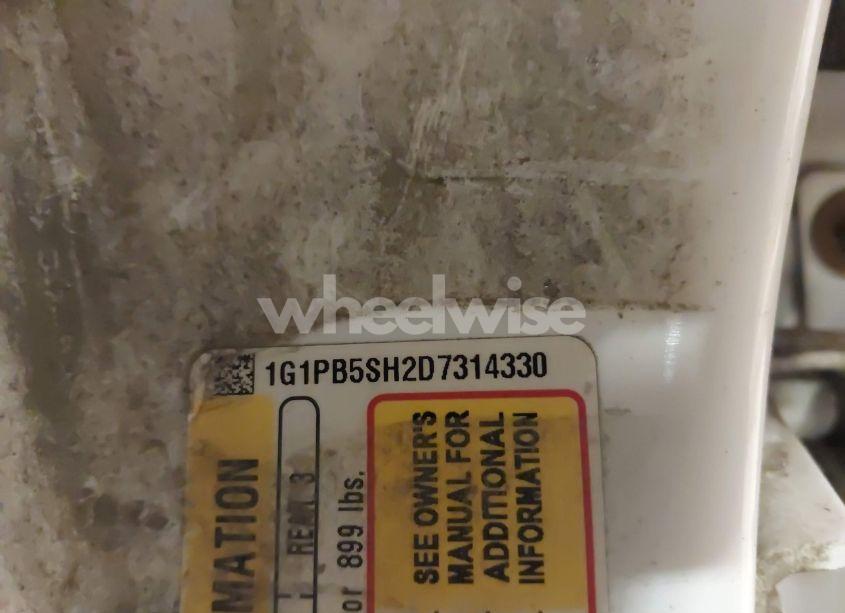 wheelwise
1G1PB5SH2D7314330
MATION
REAR 3
or 899 lbs.
SEE OWNER'S
MANUAL FOR
ADDITIONAL
INFORMATION